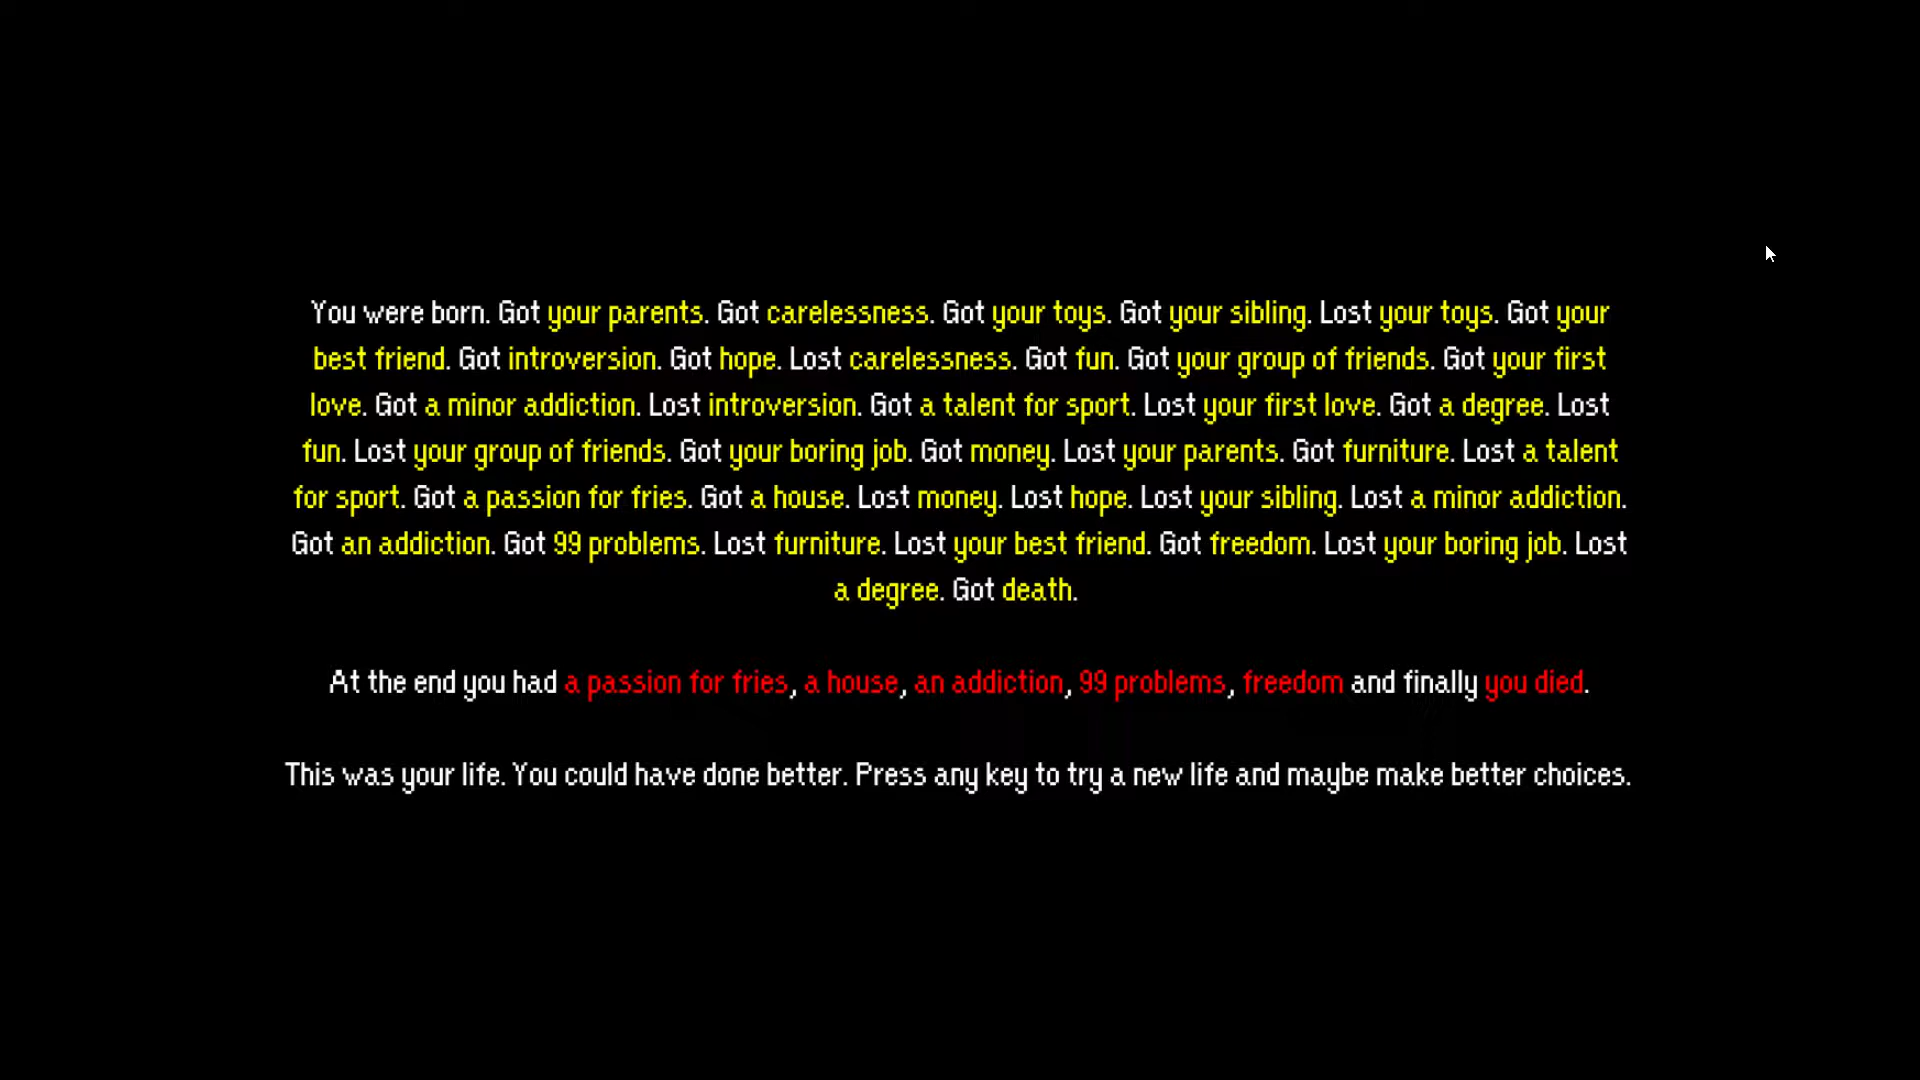 You were born. Got your parents. Got carelessness. Got your toys. Got your sibling. Lost your toys. Got your
best friend. Got introversion. Got hope. Lost carelessness. Got fun. Got your group of friends. Got your first
love. Got a minor addiction. Lost introversion. Got a talent for sport. Lost your first love. Got a degree. Lost
fun. Lost your group of friends. Got your boring job. Got money. Lost your parents. Got furniture. Lost a talent
for sport. Got a passion for fries. Got a house. Lost money. Lost hope. Lost your sibling. Lost a minor addiction.
Got an addiction. Got 99 problems. Lost furniture. Lost your best friend. Got freedom. Lost your boring job. Lost
a degree. Got death.
At the end you had a passion for fries, a house, an addiction, 99 problems, freedom and finally you died.
This was your life. You could have done better. Press any key to try a new life and maybe make better choices.